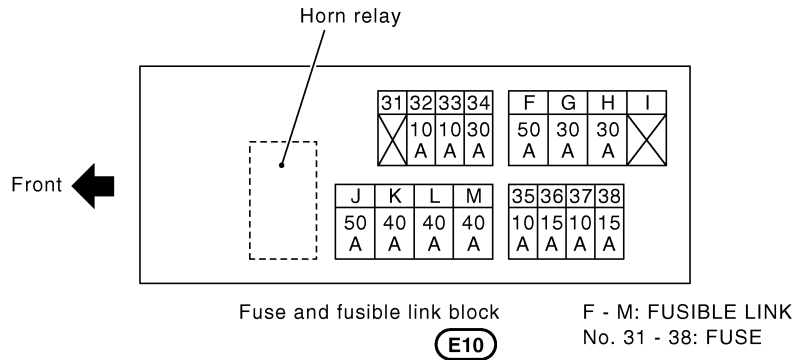 Horn relay
31 32 33 34 F G H I
10 A 10 A 30 A 50 A 30 A 30 A
Front
J K L M 35 36 37 38
50 A 40 A 40 A 40 A 10 A 15 A 10 A 15 A
Fuse and fusible link block
E10
F - M: FUSIBLE LINK
No. 31 - 38: FUSE